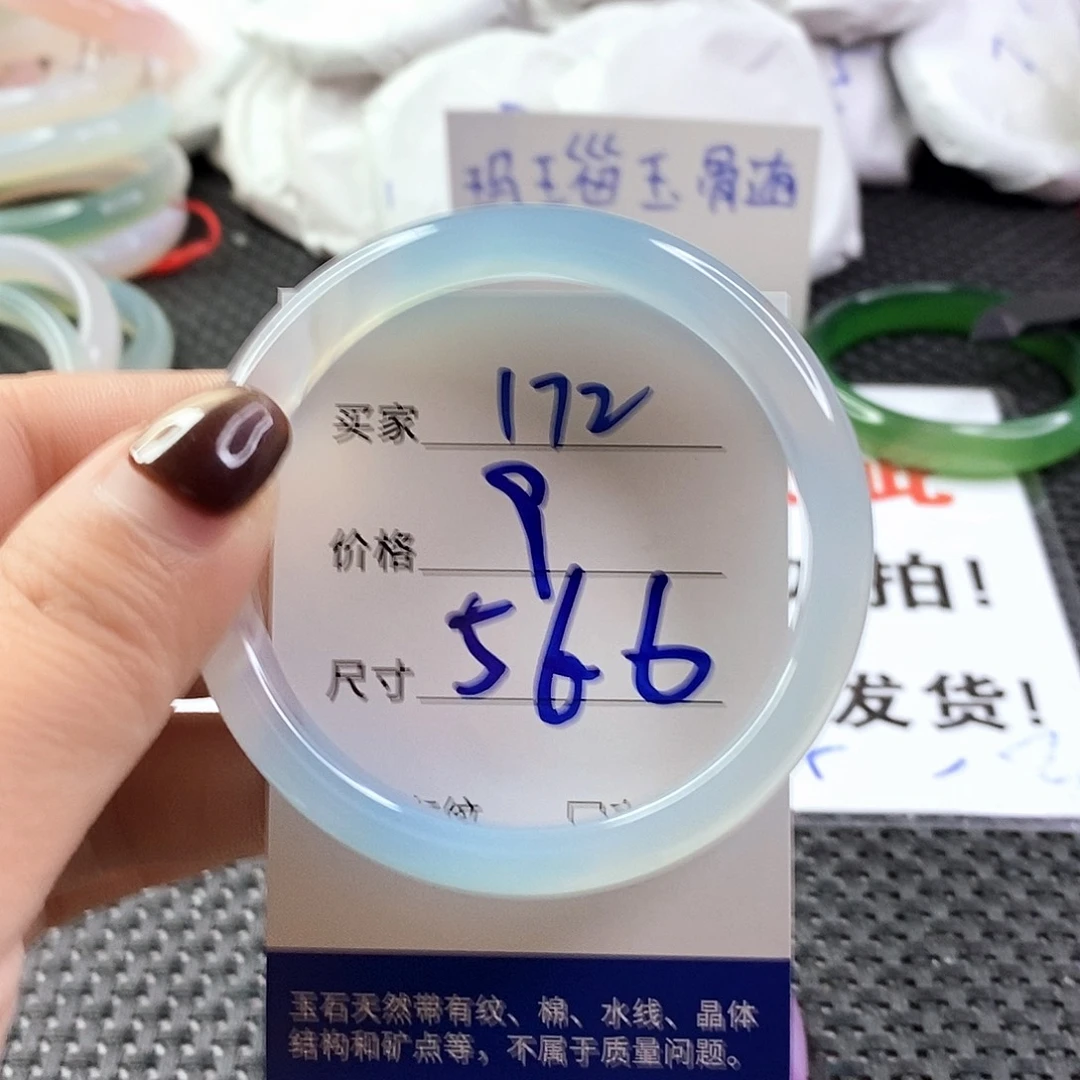 玛瑙玉骨髓
买家 172
价格 9
尺寸 566
拍!
发货!
玉石天然带有纹、棉、水线、晶体
结构和矿点等，不属于质量问题。